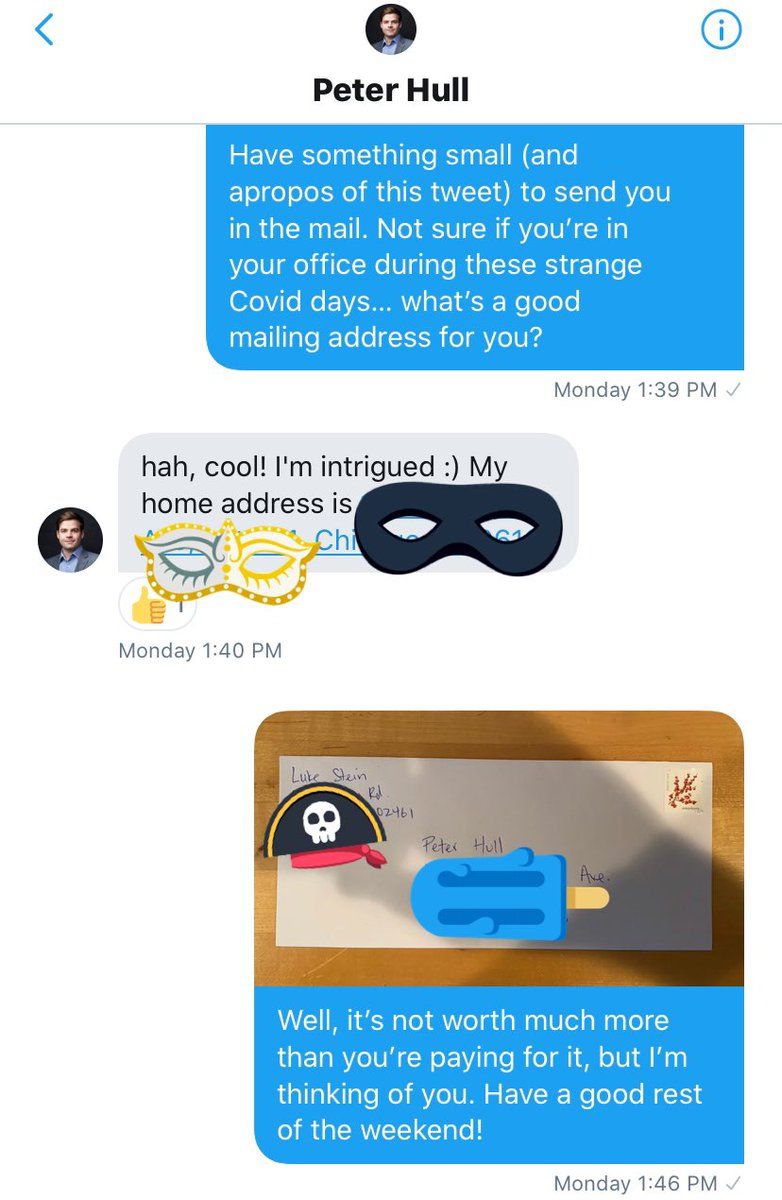 Peter Hull
Have something small (and
apropos of this tweet) to send you
in the mail. Not sure if you’re in
your office during these strange
Covid days... what’s a good
mailing address for you?
Monday 1:39 PM ✓
hah, cool! I'm intrigued :) My
home address is
👍 1
Monday 1:40 PM
Luke Stein
Rd.
02461
Peter Hull
Ave.
Well, it’s not worth much more
than you’re paying for it, but I’m
thinking of you. Have a good rest
of the weekend!
Monday 1:46 PM ✓